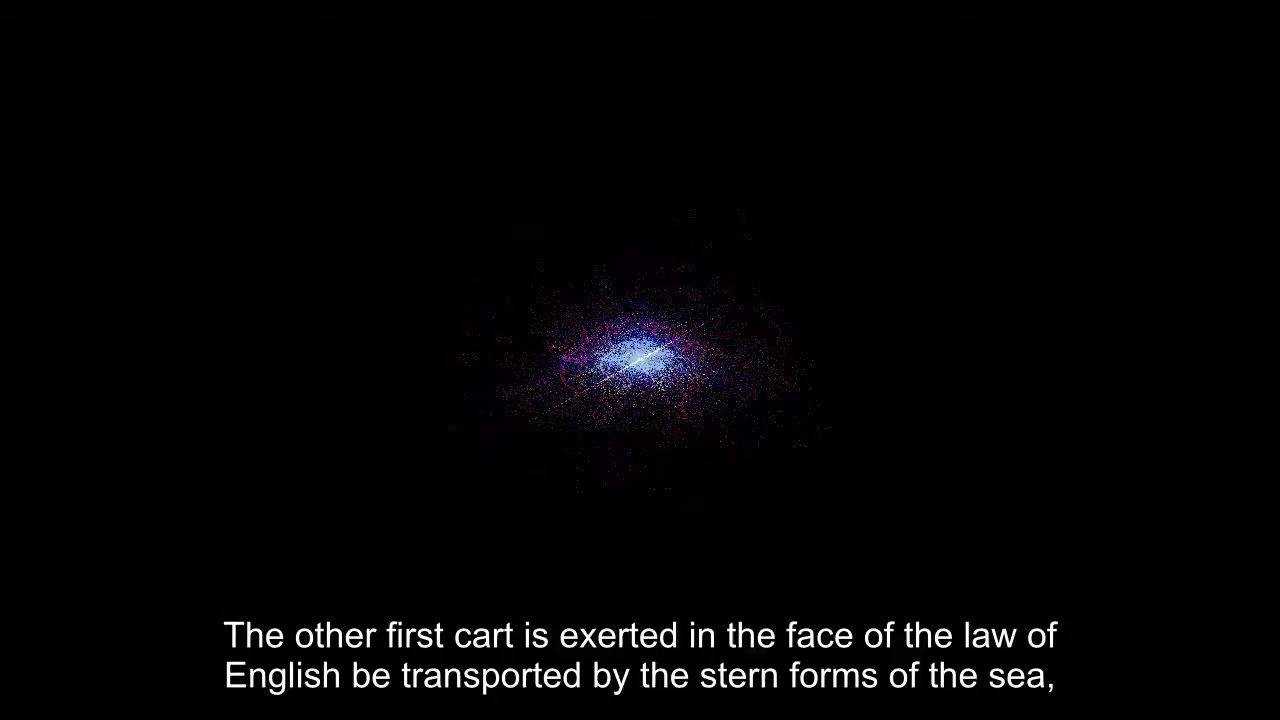 The other first cart is exerted in the face of the law of
English be transported by the stern forms of the sea,